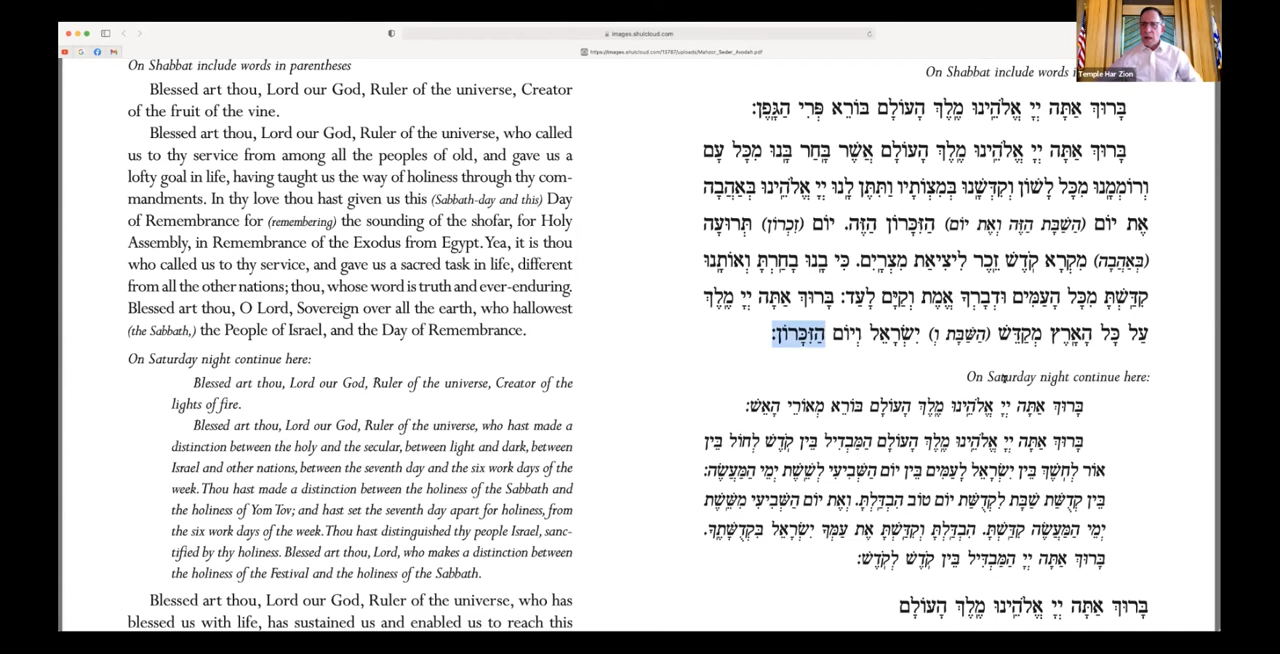 images.shulcloud.com
https://images.shulcloud.com/13787/uploads/Mahzor_Seder_Avodah.pdf
Temple Har Zion
On Shabbat include words in parentheses
Blessed art thou, Lord our God, Ruler of the universe, Creator
of the fruit of the vine.
Blessed art thou, Lord our God, Ruler of the universe, who called
us to thy service from among all the peoples of old, and gave us a
lofty goal in life, having taught us the way of holiness through thy com-
mandments. In thy love thou hast given us this (Sabbath-day and this) Day
of Remembrance for (remembering) the sounding of the shofar, for Holy
Assembly, in Remembrance of the Exodus from Egypt. Yea, it is thou
who called us to thy service, and gave us a sacred task in life, different
from all the other nations; thou, whose word is truth and ever-enduring.
Blessed art thou, O Lord, Sovereign over all the earth, who hallowest
(the Sabbath,) the People of Israel, and the Day of Remembrance.
On Saturday night continue here:
Blessed art thou, Lord our God, Ruler of the universe, Creator of the
lights of fire.
Blessed art thou, Lord our God, Ruler of the universe, who hast made a
distinction between the holy and the secular, between light and dark, between
Israel and other nations, between the seventh day and the six work days of the
week. Thou hast made a distinction between the holiness of the Sabbath and
the holiness of Yom Tov; and hast set the seventh day apart for holiness, from
the six work days of the week. Thou hast distinguished thy people Israel, sanc-
tified by thy holiness. Blessed art thou, Lord, who makes a distinction between
the holiness of the Festival and the holiness of the Sabbath.
Blessed art thou, Lord our God, Ruler of the universe, who has
blessed us with life, has sustained us and enabled us to reach this
On Shabbat include words i
בָּרוּךְ אַתָּה יְיָ אֱלֹהֵינוּ מֶלֶךְ הָעוֹלָם בּוֹרֵא פְּרִי הַגָּפֶן:
בָּרוּךְ אַתָּה יְיָ אֱלֹהֵינוּ מֶלֶךְ הָעוֹלָם אֲשֶׁר בָּחַר בָּנוּ מִכָּל עָם
וְרוֹמְמָנוּ מִכָּל לָשׁוֹן וְקִדְּשָׁנוּ בְּמִצְוֹתָיו וַתִּתֶּן לָנוּ יְיָ אֱלֹהֵינוּ בְּאַהֲבָה
אֶת יוֹם (הַשַּׁבָּת הַזֶּה וְאֶת יוֹם) הַזִּכָּרוֹן הַזֶּה. יוֹם (זִכְרוֹן) תְּרוּעָה
(בְּאַהֲבָה) מִקְרָא קֹדֶשׁ זֵכֶר לִיצִיאַת מִצְרָיִם. כִּי בָנוּ בָחַרְתָּ וְאוֹתָנוּ
קִדַּשְׁתָּ מִכָּל הָעַמִּים וּדְבָרְךָ אֱמֶת וְקַיָּם לָעַד: בָּרוּךְ אַתָּה יְיָ מֶלֶךְ
עַל כָּל הָאָרֶץ מְקַדֵּשׁ (הַשַּׁבָּת וְ) יִשְׂרָאֵל וְיוֹם הַזִּכָּרוֹן:
On Saturday night continue here:
בָּרוּךְ אַתָּה יְיָ אֱלֹהֵינוּ מֶלֶךְ הָעוֹלָם בּוֹרֵא מְאוֹרֵי הָאֵשׁ:
בָּרוּךְ אַתָּה יְיָ אֱלֹהֵינוּ מֶלֶךְ הָעוֹלָם הַמַּבְדִּיל בֵּין קֹדֶשׁ לְחוֹל בֵּין
אוֹר לְחֹשֶׁךְ בֵּין יִשְׂרָאֵל לָעַמִּים בֵּין יוֹם הַשְּׁבִיעִי לְשֵׁשֶׁת יְמֵי הַמַּעֲשֶׂה:
בֵּין קְדֻשַּׁת שַׁבָּת לִקְדֻשַּׁת יוֹם טוֹב הִבְדַּלְתָּ. וְאֶת יוֹם הַשְּׁבִיעִי מִשֵּׁשֶׁת
יְמֵי הַמַּעֲשֶׂה קִדַּשְׁתָּ. הִבְדַּלְתָּ וְקִדַּשְׁתָּ אֶת עַמְּךָ יִשְׂרָאֵל בִּקְדֻשָּׁתֶךָ.
בָּרוּךְ אַתָּה יְיָ הַמַּבְדִּיל בֵּין קֹדֶשׁ לְקֹדֶשׁ:
בָּרוּךְ אַתָּה יְיָ אֱלֹהֵינוּ מֶלֶךְ הָעוֹלָם